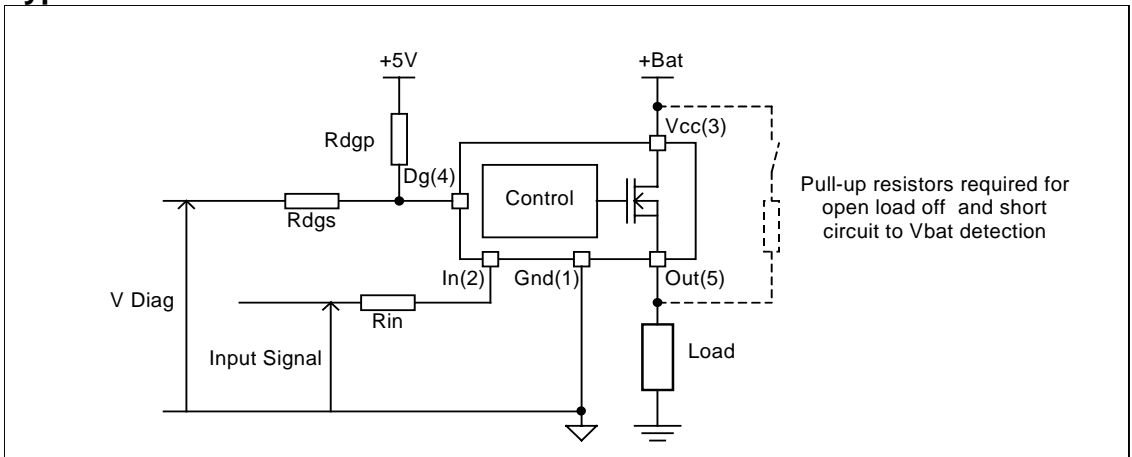 +5V
+Bat
Rdgp
Vcc(3)
Dg(4)
Control
Rdgs
Pull-up resistors required for
open load off and short
circuit to Vbat detection
In(2)
Gnd(1)
Out(5)
V Diag
Rin
Input Signal
Load